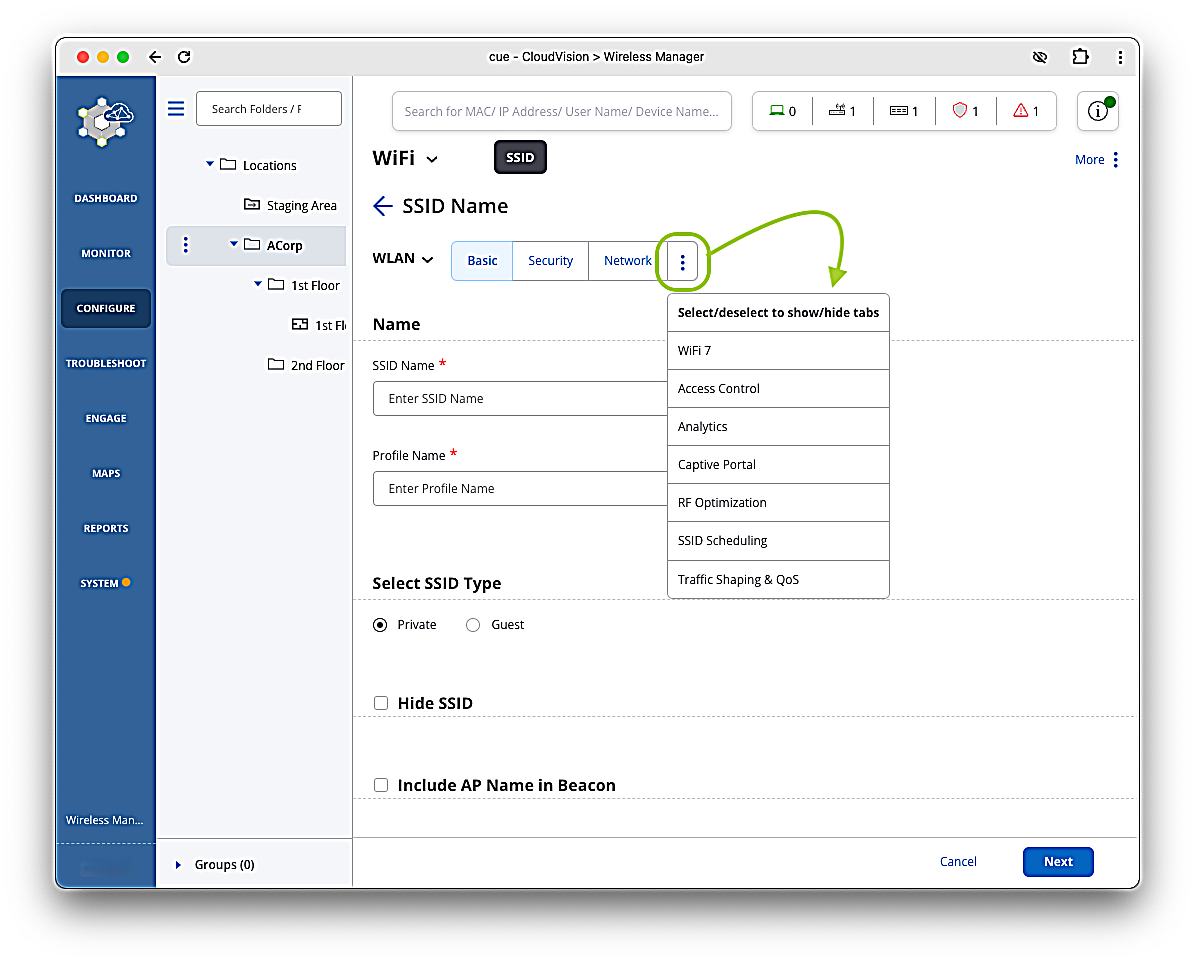 cue - CloudVision > Wireless Manager
Search Folders / F
Search for MAC/ IP Address/ User Name/ Device Name...
0
1
1
1
1
DASHBOARD
MONITOR
CONFIGURE
TROUBLESHOOT
ENGAGE
MAPS
REPORTS
SYSTEM
Wireless Man...
Locations
Staging Area
ACorp
1st Floor
1st Fl
2nd Floor
Groups (0)
WiFi
SSID
More
SSID Name
WLAN
Basic
Security
Network
Select/deselect to show/hide tabs
WiFi 7
Access Control
Analytics
Captive Portal
RF Optimization
SSID Scheduling
Traffic Shaping & QoS
Name
SSID Name *
Enter SSID Name
Profile Name *
Enter Profile Name
Select SSID Type
Private
Guest
Hide SSID
Include AP Name in Beacon
Cancel
Next